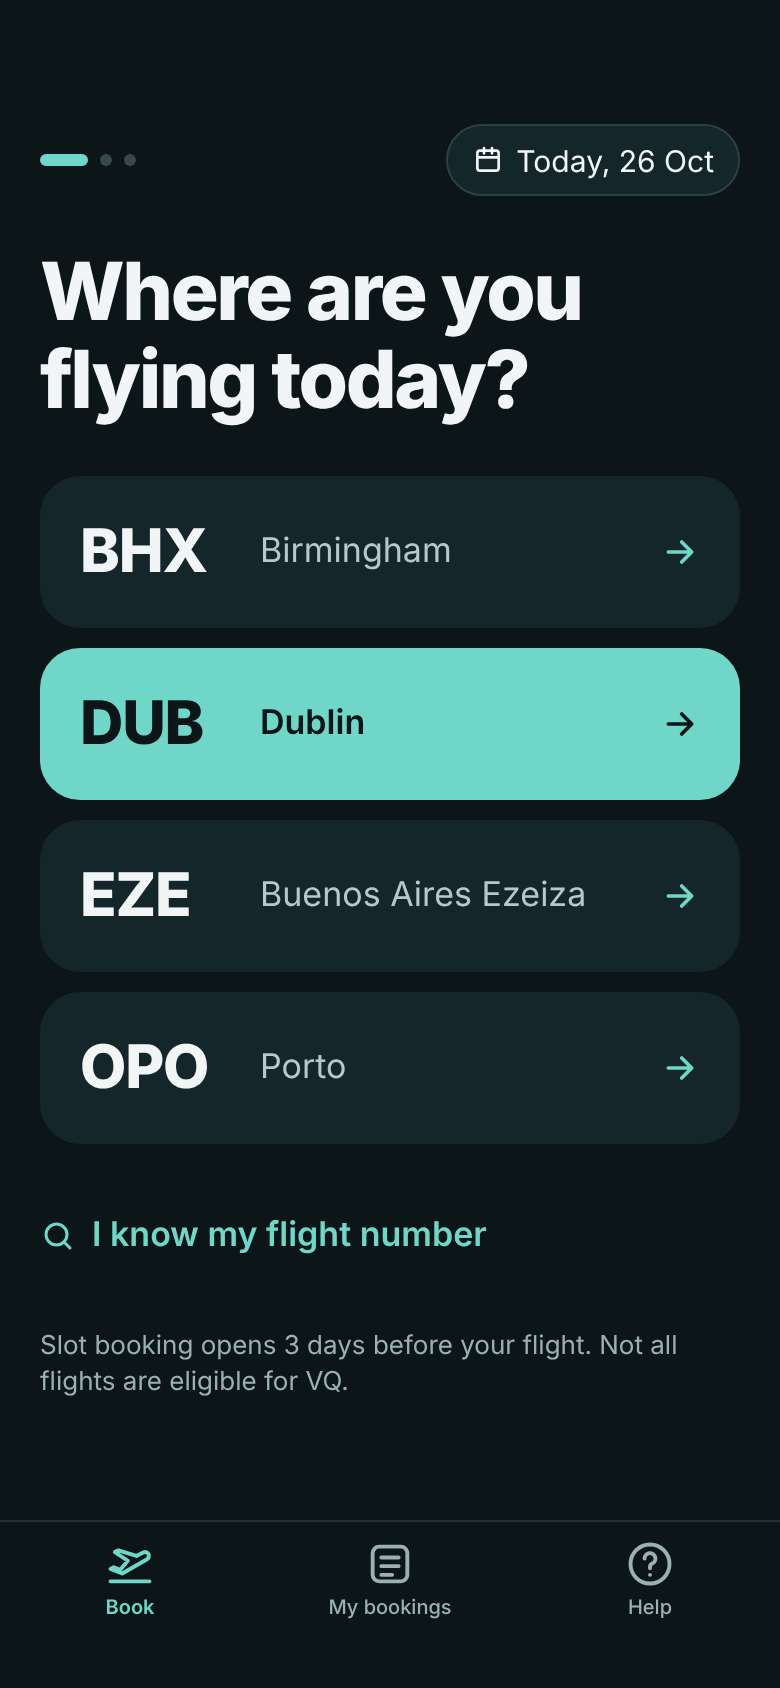 Today, 26 Oct
Where are you
flying today?
BHX Birmingham
DUB Dublin
EZE Buenos Aires Ezeiza
OPO Porto
I know my flight number
Slot booking opens 3 days before your flight. Not all
flights are eligible for VQ.
Book My bookings Help